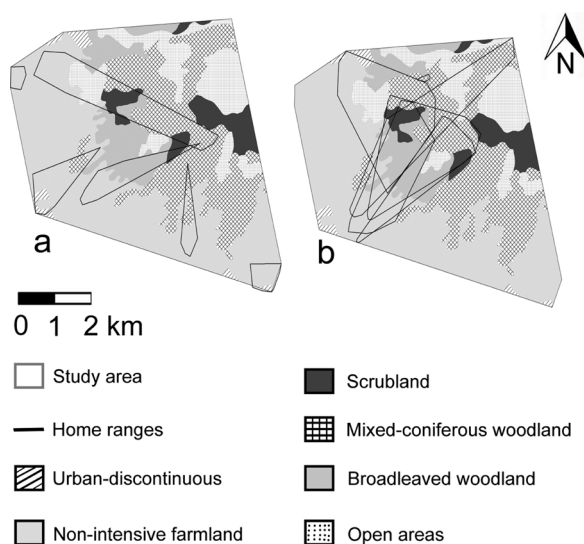 N
a
b
0 1 2 km
Study area
Home ranges
Urban-discontinuous
Non-intensive farmland
Scrubland
Mixed-coniferous woodland
Broadleaved woodland
Open areas